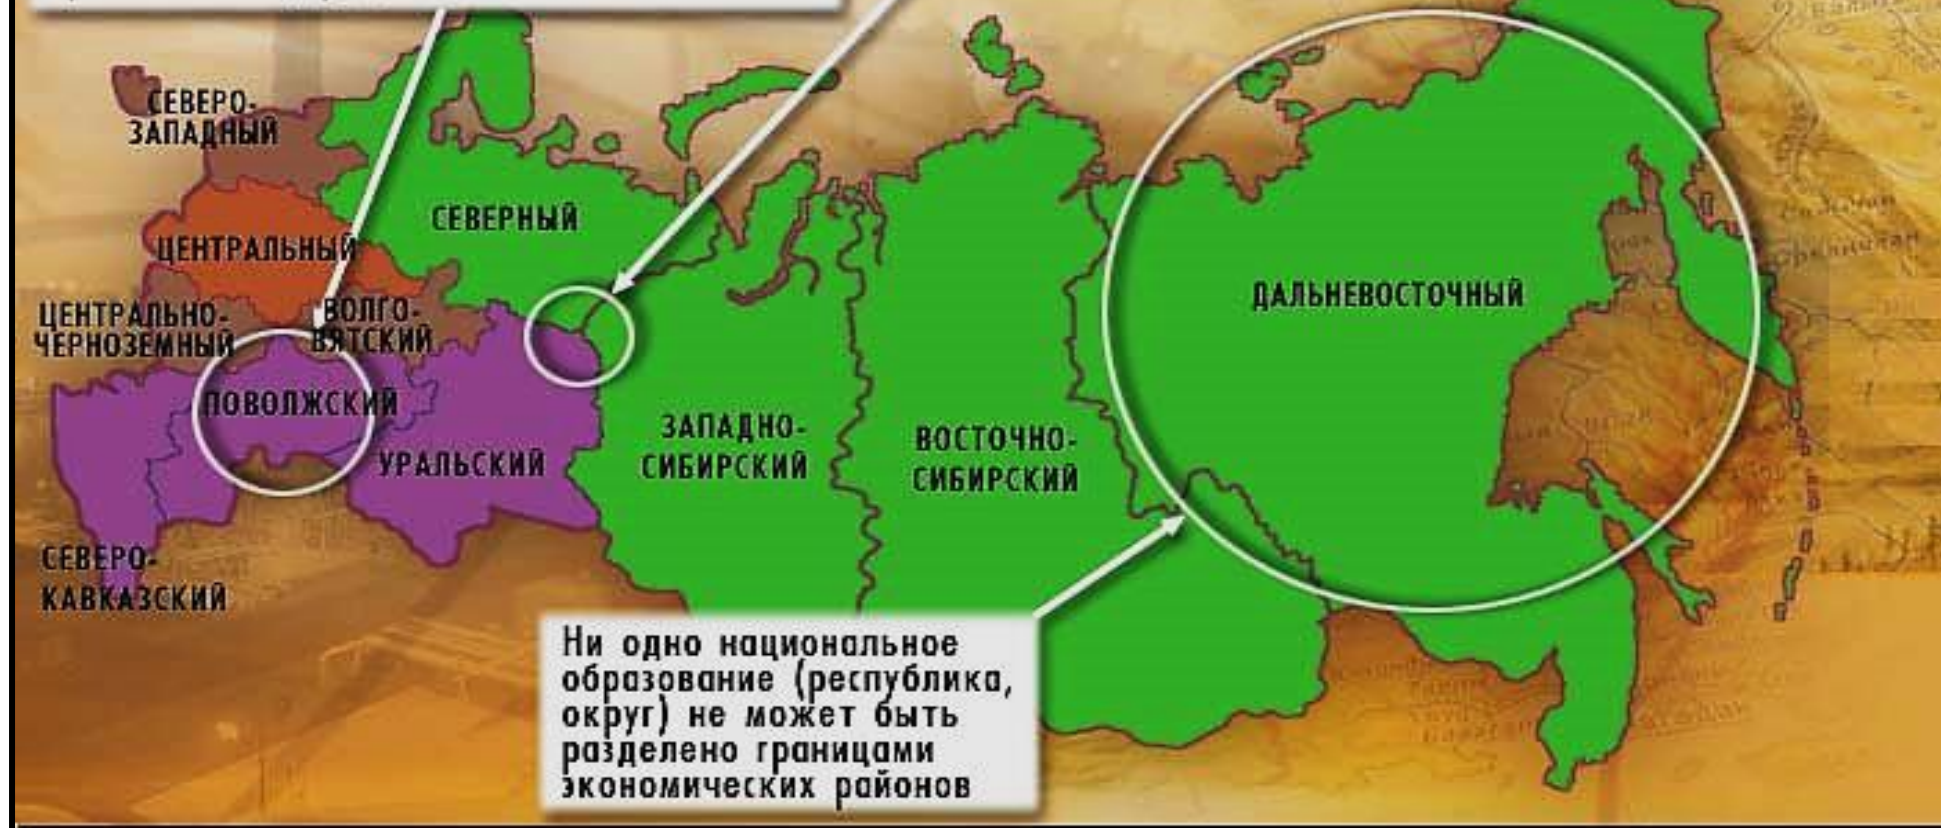 СЕВЕРО-
ЗАПАДНЫЙ
СЕВЕРНЫЙ
ЦЕНТРАЛЬНЫЙ
ЦЕНТРАЛЬНО-
ЧЕРНОЗЕМНЫЙ
ВОЛГО-
ВЯТСКИЙ
ДАЛЬНЕВОСТОЧНЫЙ
ПОВОЛЖСКИЙ
УРАЛЬСКИЙ
ЗАПАДНО-
СИБИРСКИЙ
ВОСТОЧНО-
СИБИРСКИЙ
СЕВЕРО-
КАВКАЗСКИЙ
Ни одно национальное
образование (республика,
округ) не может быть
разделено границами
экономических районов